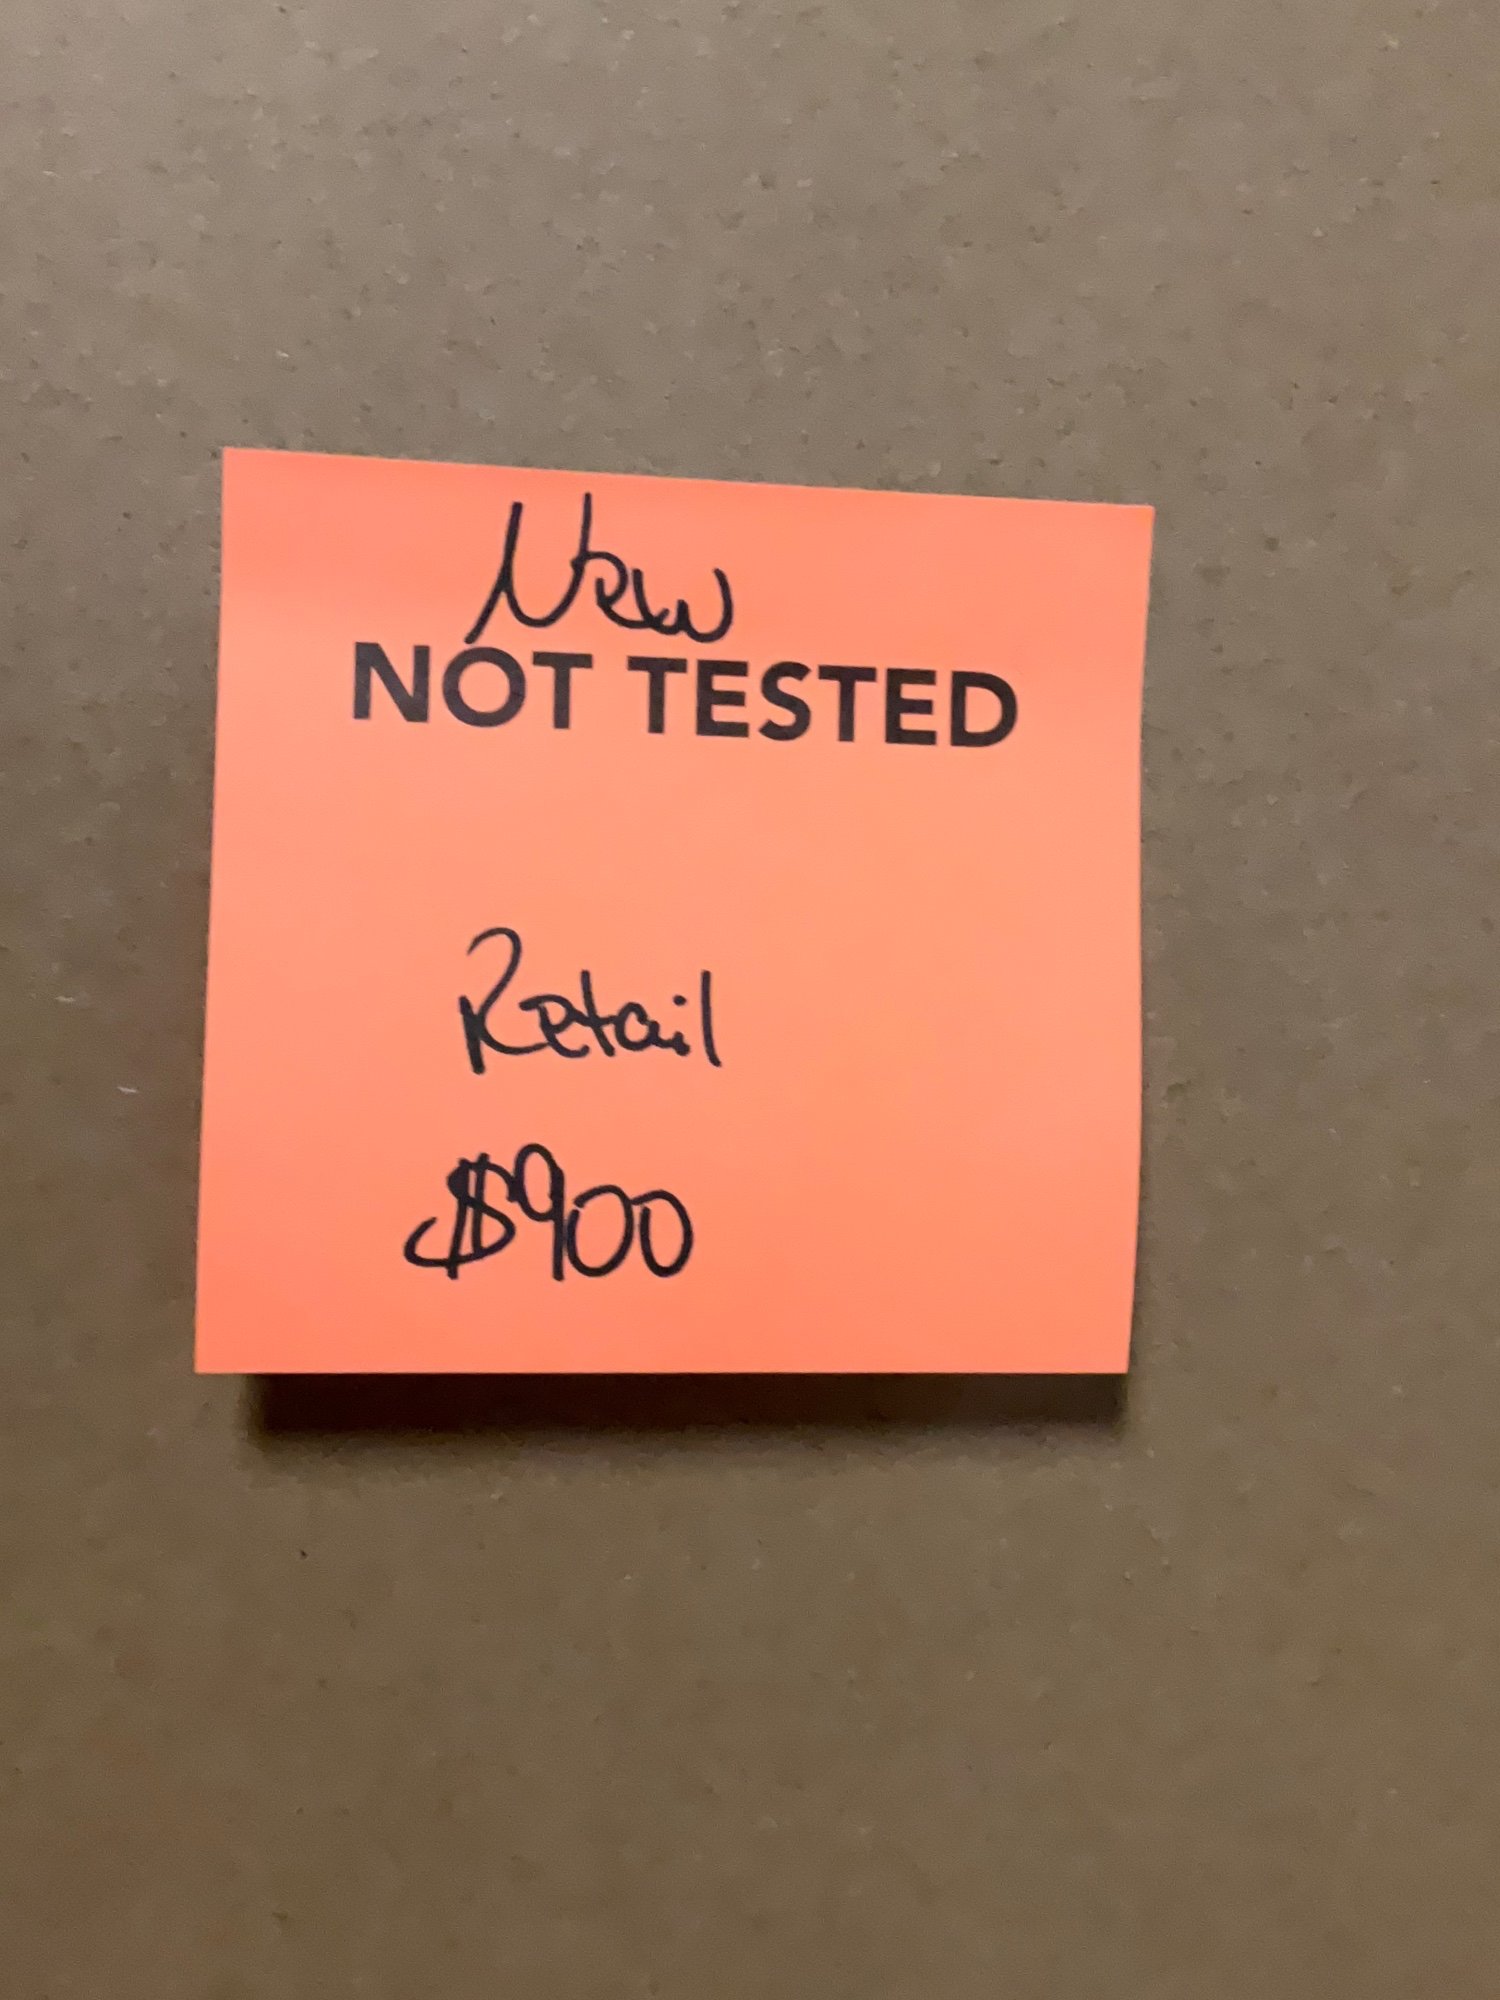 New
NOT TESTED
Retail
$900